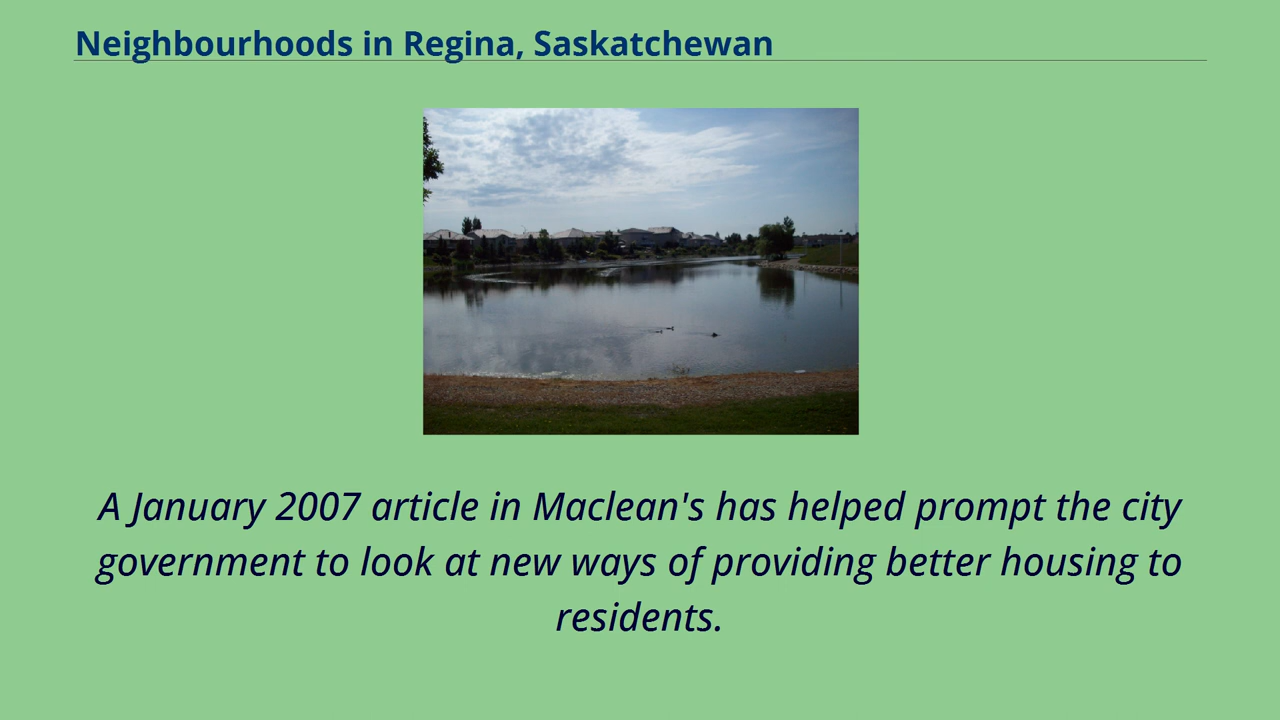 Neighbourhoods in Regina, Saskatchewan
A January 2007 article in Maclean's has helped prompt the city
government to look at new ways of providing better housing to
residents.